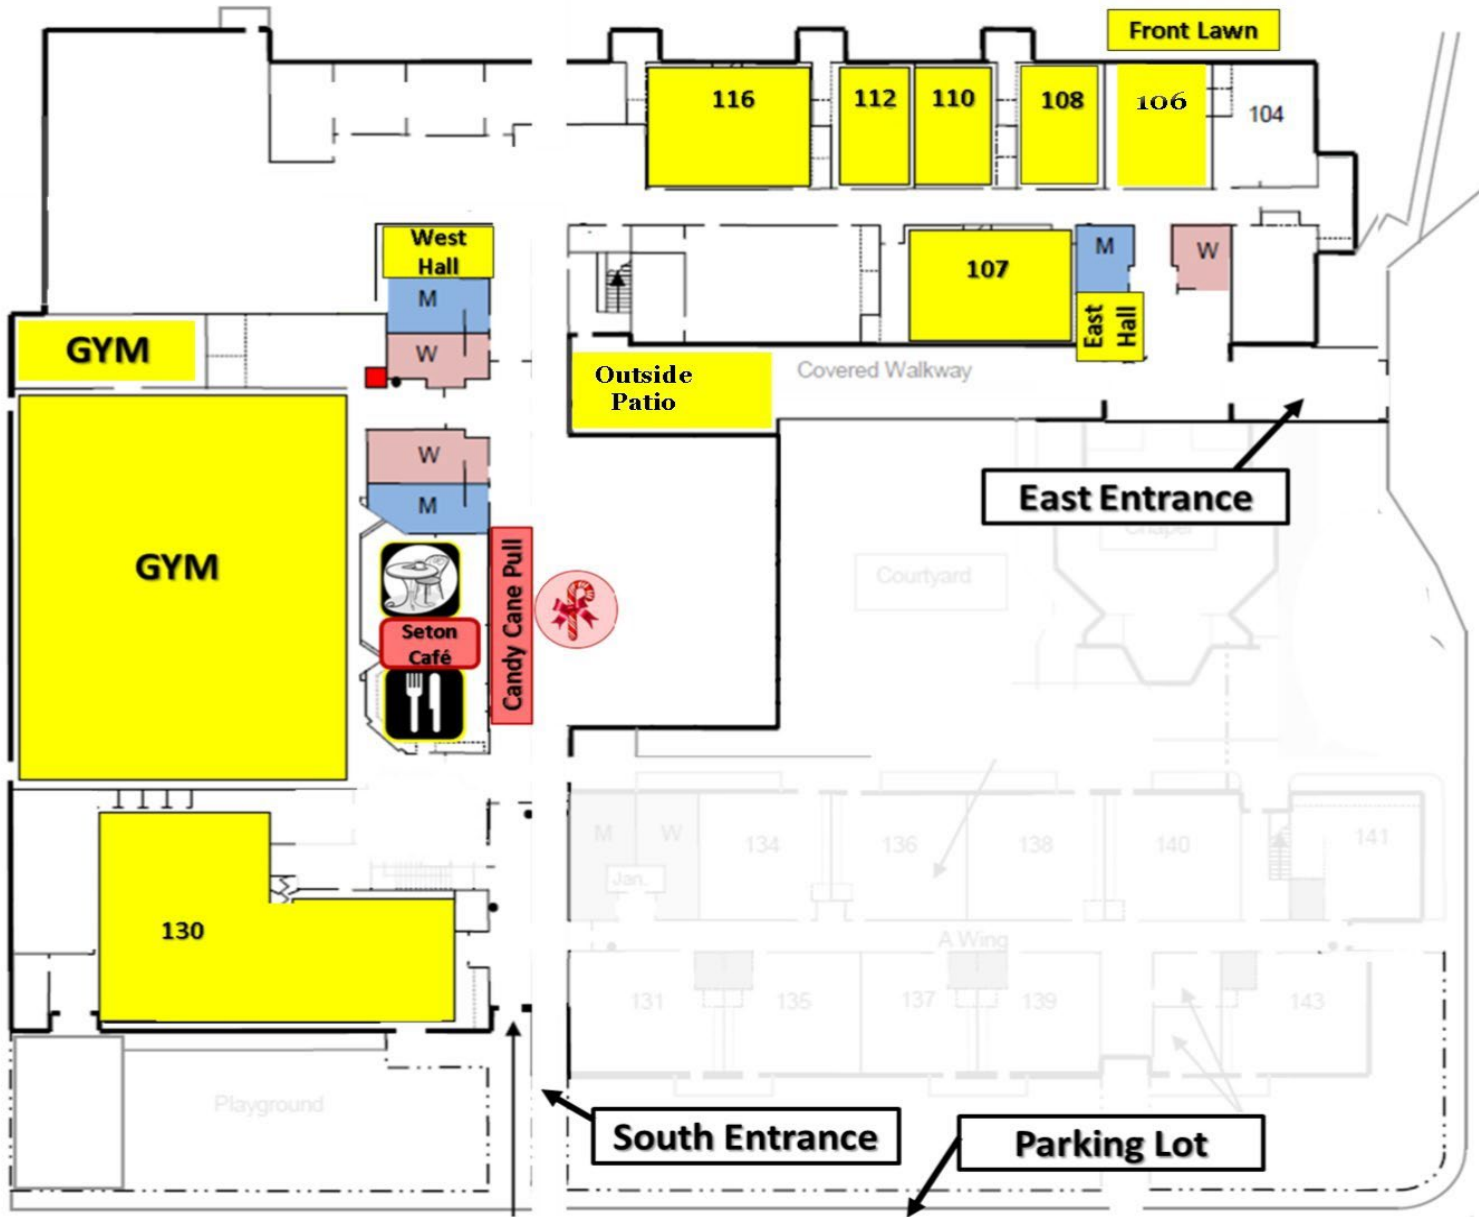 Front Lawn
116
112
110
108
106
104
West
Hall
M
W
107
M
W
East
Hall
GYM
Outside
Patio
Covered Walkway
W
M
East Entrance
Chapel
GYM
Candy Cane Pull
Seton
Café
Courtyard
M
W
134
136
138
140
141
Jan.
130
A Wing
131
135
137
139
143
Playground
South Entrance
Parking Lot